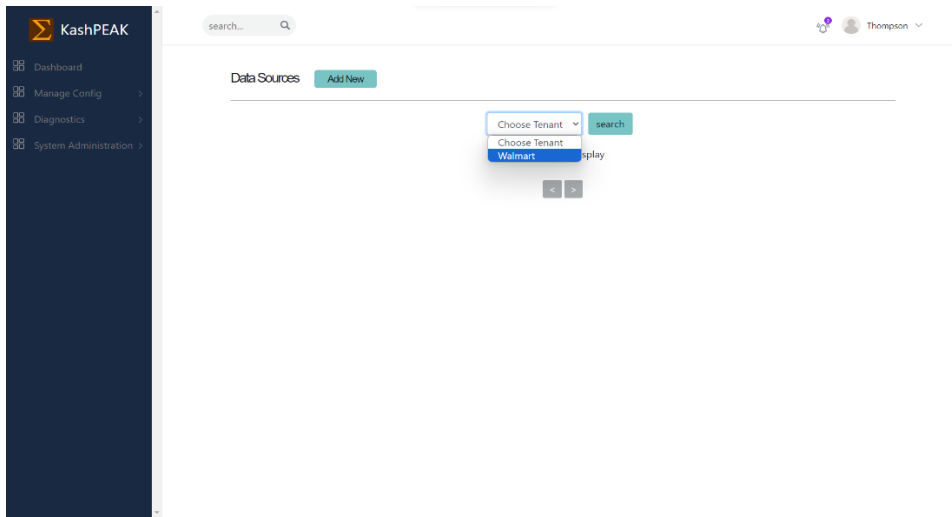 KashPEAK
search...
Thompson
Dashboard
Manage Config >
Diagnostics >
System Administration >
Data Sources
Add New
Choose Tenant
search
Choose Tenant
Walmart
splay
< >